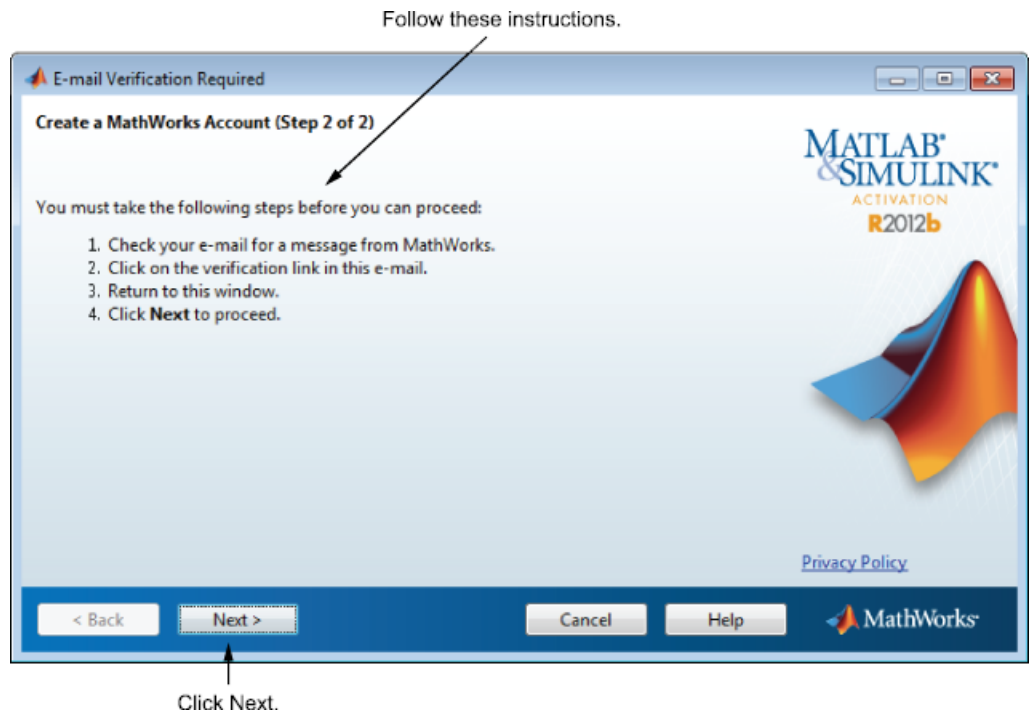 Follow these instructions.
E-mail Verification Required
Create a MathWorks Account (Step 2 of 2)
MATLAB®
&SIMULINK®
ACTIVATION
R2012b
You must take the following steps before you can proceed:
1. Check your e-mail for a message from MathWorks.
2. Click on the verification link in this e-mail.
3. Return to this window.
4. Click Next to proceed.
Privacy Policy
< Back
Next >
Cancel
Help
MathWorks®
Click Next.